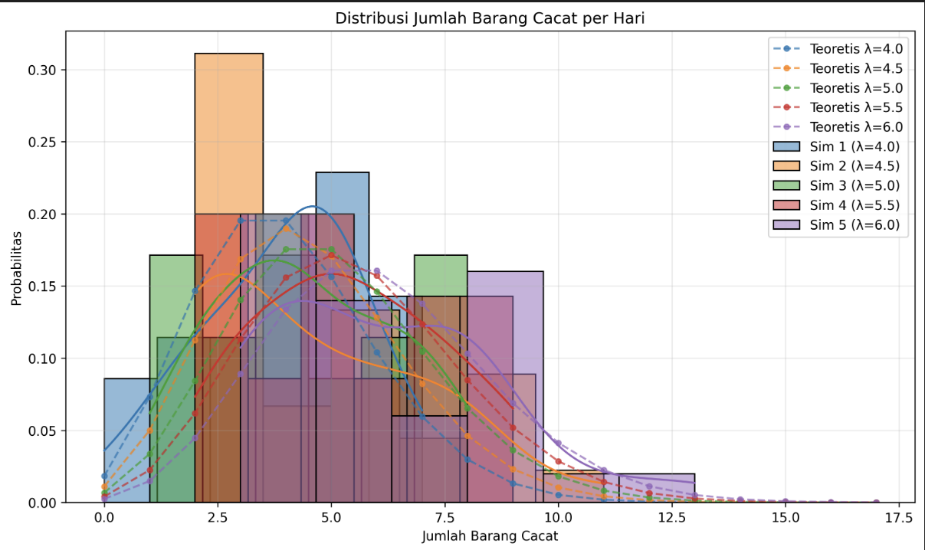 Distribusi Jumlah Barang Cacat per Hari
Probabilitas
0.30
0.25
0.20
0.15
0.10
0.05
0.00
Teoretis λ=4.0
Teoretis λ=4.5
Teoretis λ=5.0
Teoretis λ=5.5
Teoretis λ=6.0
Sim 1 (λ=4.0)
Sim 2 (λ=4.5)
Sim 3 (λ=5.0)
Sim 4 (λ=5.5)
Sim 5 (λ=6.0)
0.0 2.5 5.0 7.5 10.0 12.5 15.0 17.5
Jumlah Barang Cacat